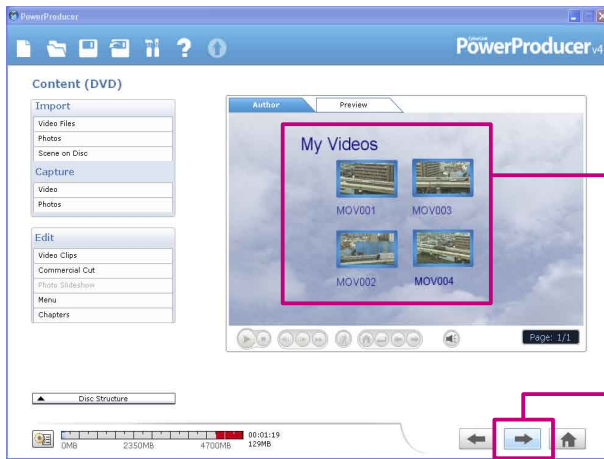 PowerProducer
CyberLink
PowerProducer v4
Content (DVD)
Import
Video Files
Photos
Scene on Disc
Capture
Video
Photos
Edit
Video Clips
Commercial Cut
Photo Slideshow
Menu
Chapters
Author
Preview
My Videos
MOV001
MOV003
MOV002
MOV004
Page: 1/1
Disc Structure
0MB
2350MB
4700MB
00:01:19
129MB